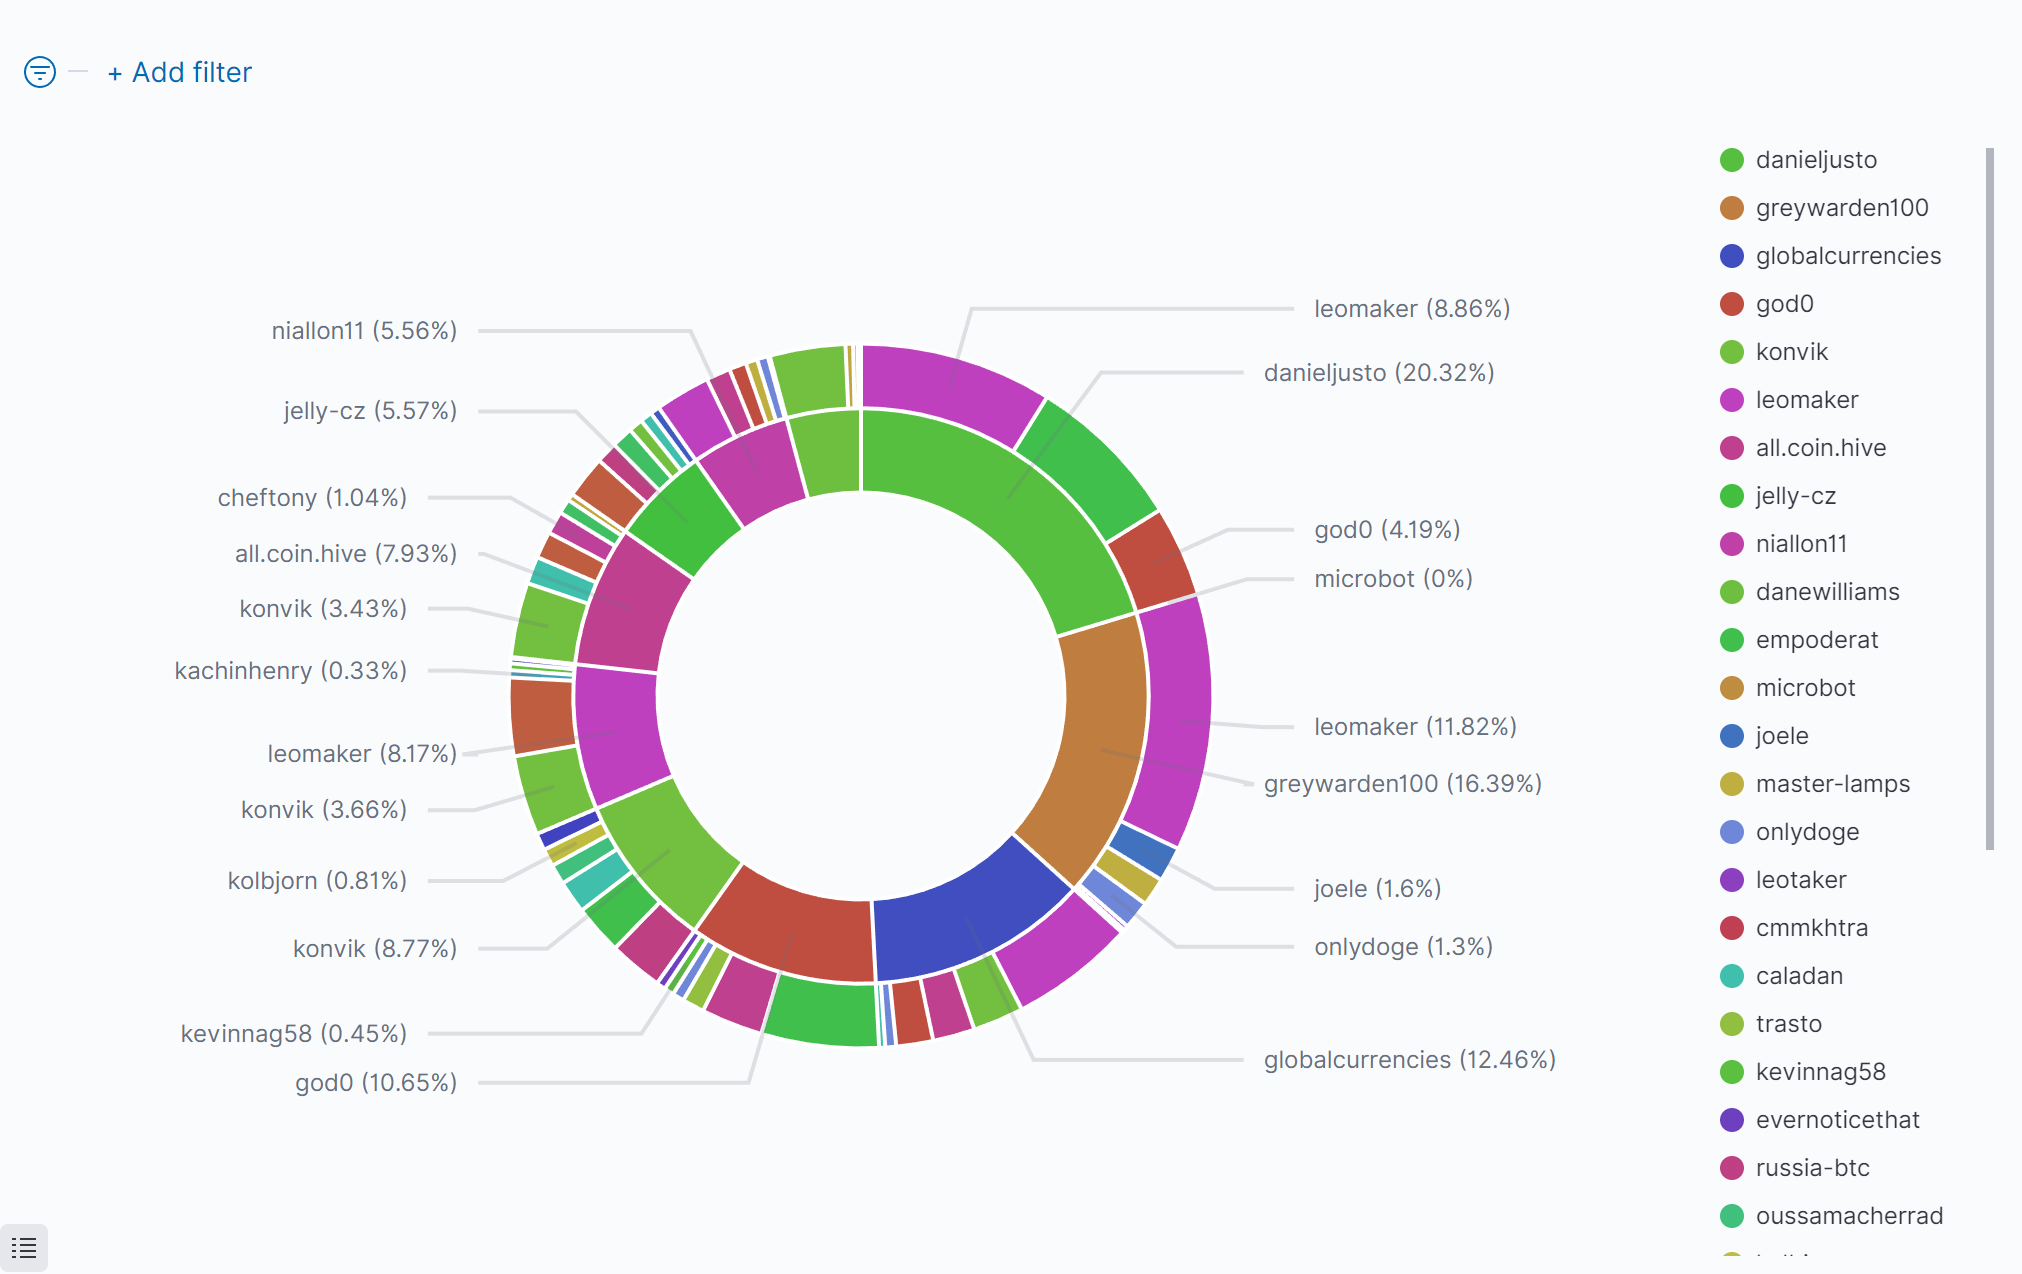 + Add filter
niallon11 (5.56%)
jelly-cz (5.57%)
cheftony (1.04%)
all.coin.hive (7.93%)
konvik (3.43%)
kachinhenry (0.33%)
leomaker (8.17%)
konvik (3.66%)
kolbjorn (0.81%)
konvik (8.77%)
kevinnag58 (0.45%)
god0 (10.65%)
leomaker (8.86%)
danieljusto (20.32%)
god0 (4.19%)
microbot (0%)
leomaker (11.82%)
greywarden100 (16.39%)
joele (1.6%)
onlydoge (1.3%)
globalcurrencies (12.46%)
danieljusto
greywarden100
globalcurrencies
god0
konvik
leomaker
all.coin.hive
jelly-cz
niallon11
danewilliams
empoderat
microbot
joele
master-lamps
onlydoge
leotaker
cmmkhtra
caladan
trasto
kevinnag58
evernoticethat
russia-btc
oussamacherrad